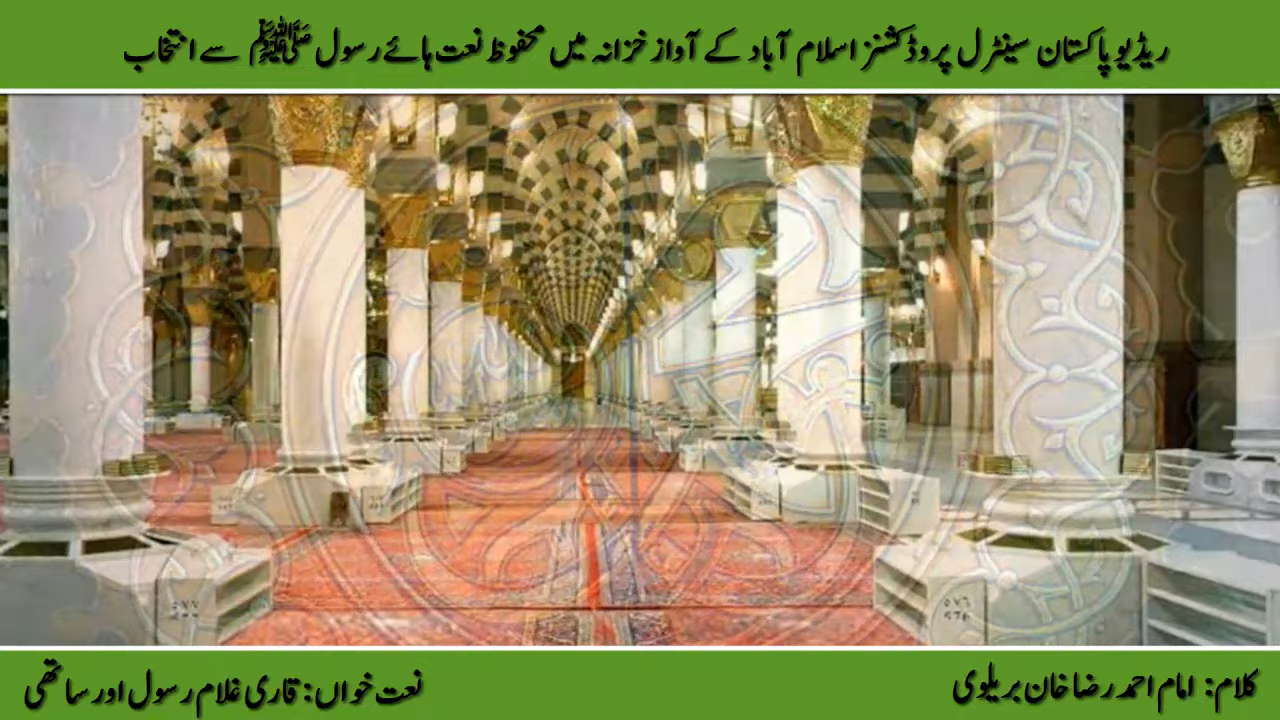 ریڈیو پاکستان سینٹرل پروڈکشنز اسلام آباد کے آواز خزانہ میں محفوظ نعت ہائے رسول ﷺ سے انتخاب
کلام: امام احمد رضا خان بریلوی
نعت خواں: قاری غلام رسول اور ساتھی